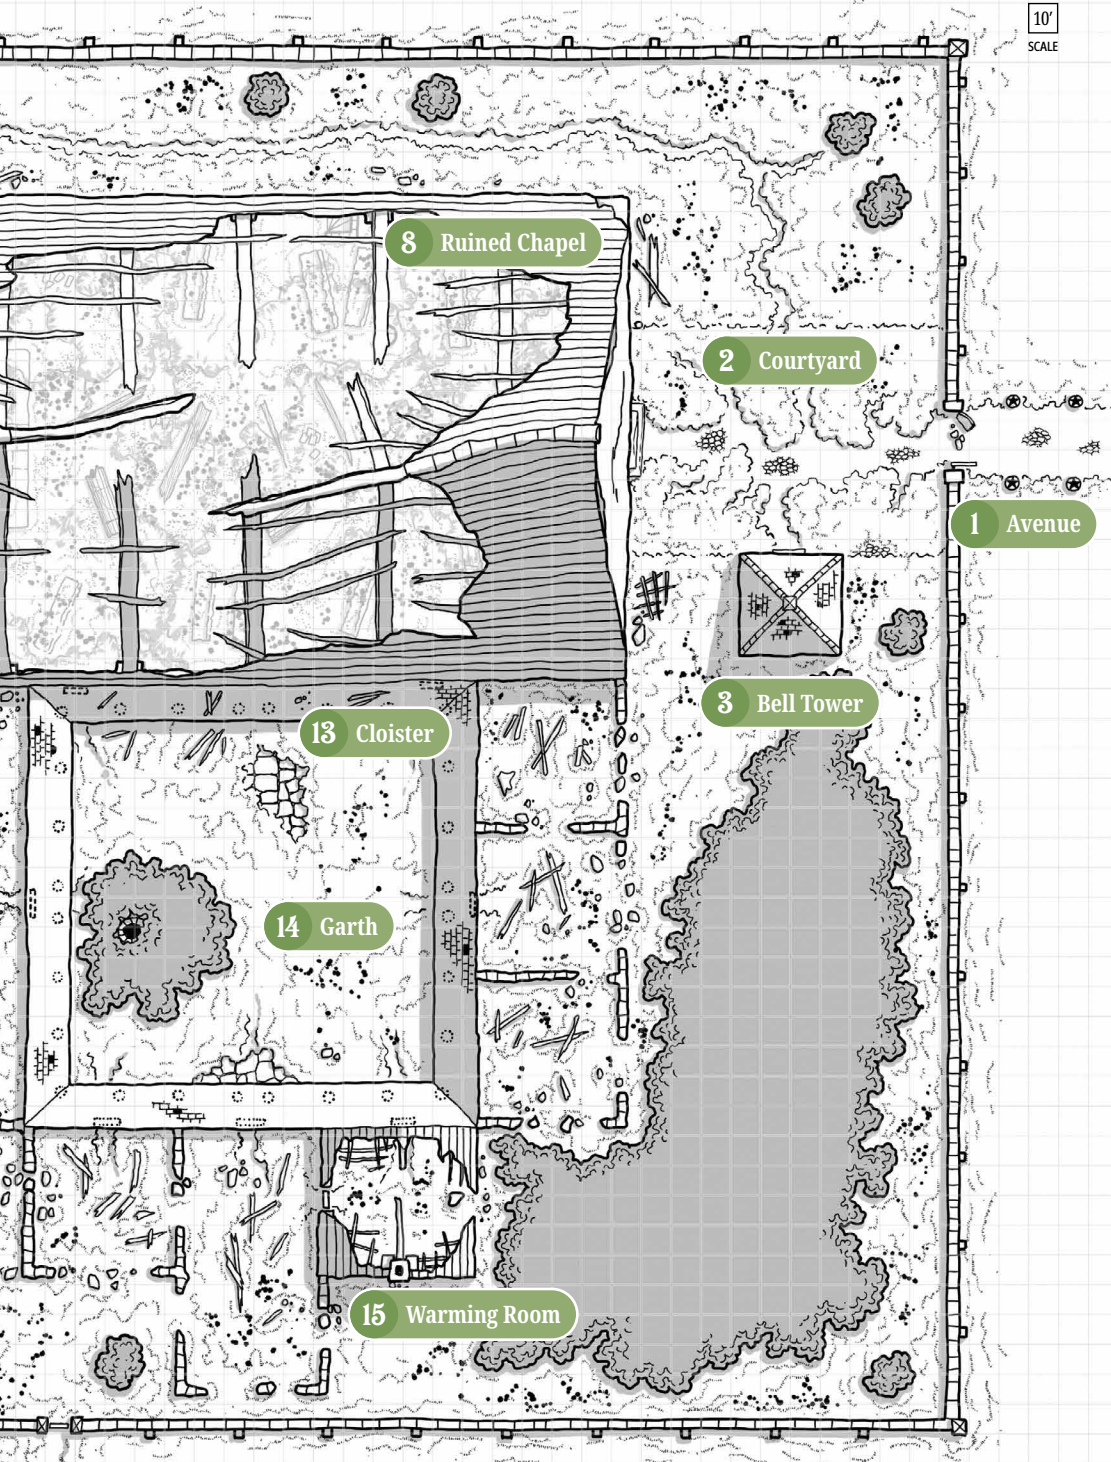 10'
SCALE
8 Ruined Chapel
2 Courtyard
1 Avenue
3 Bell Tower
13 Cloister
14 Garth
15 Warming Room